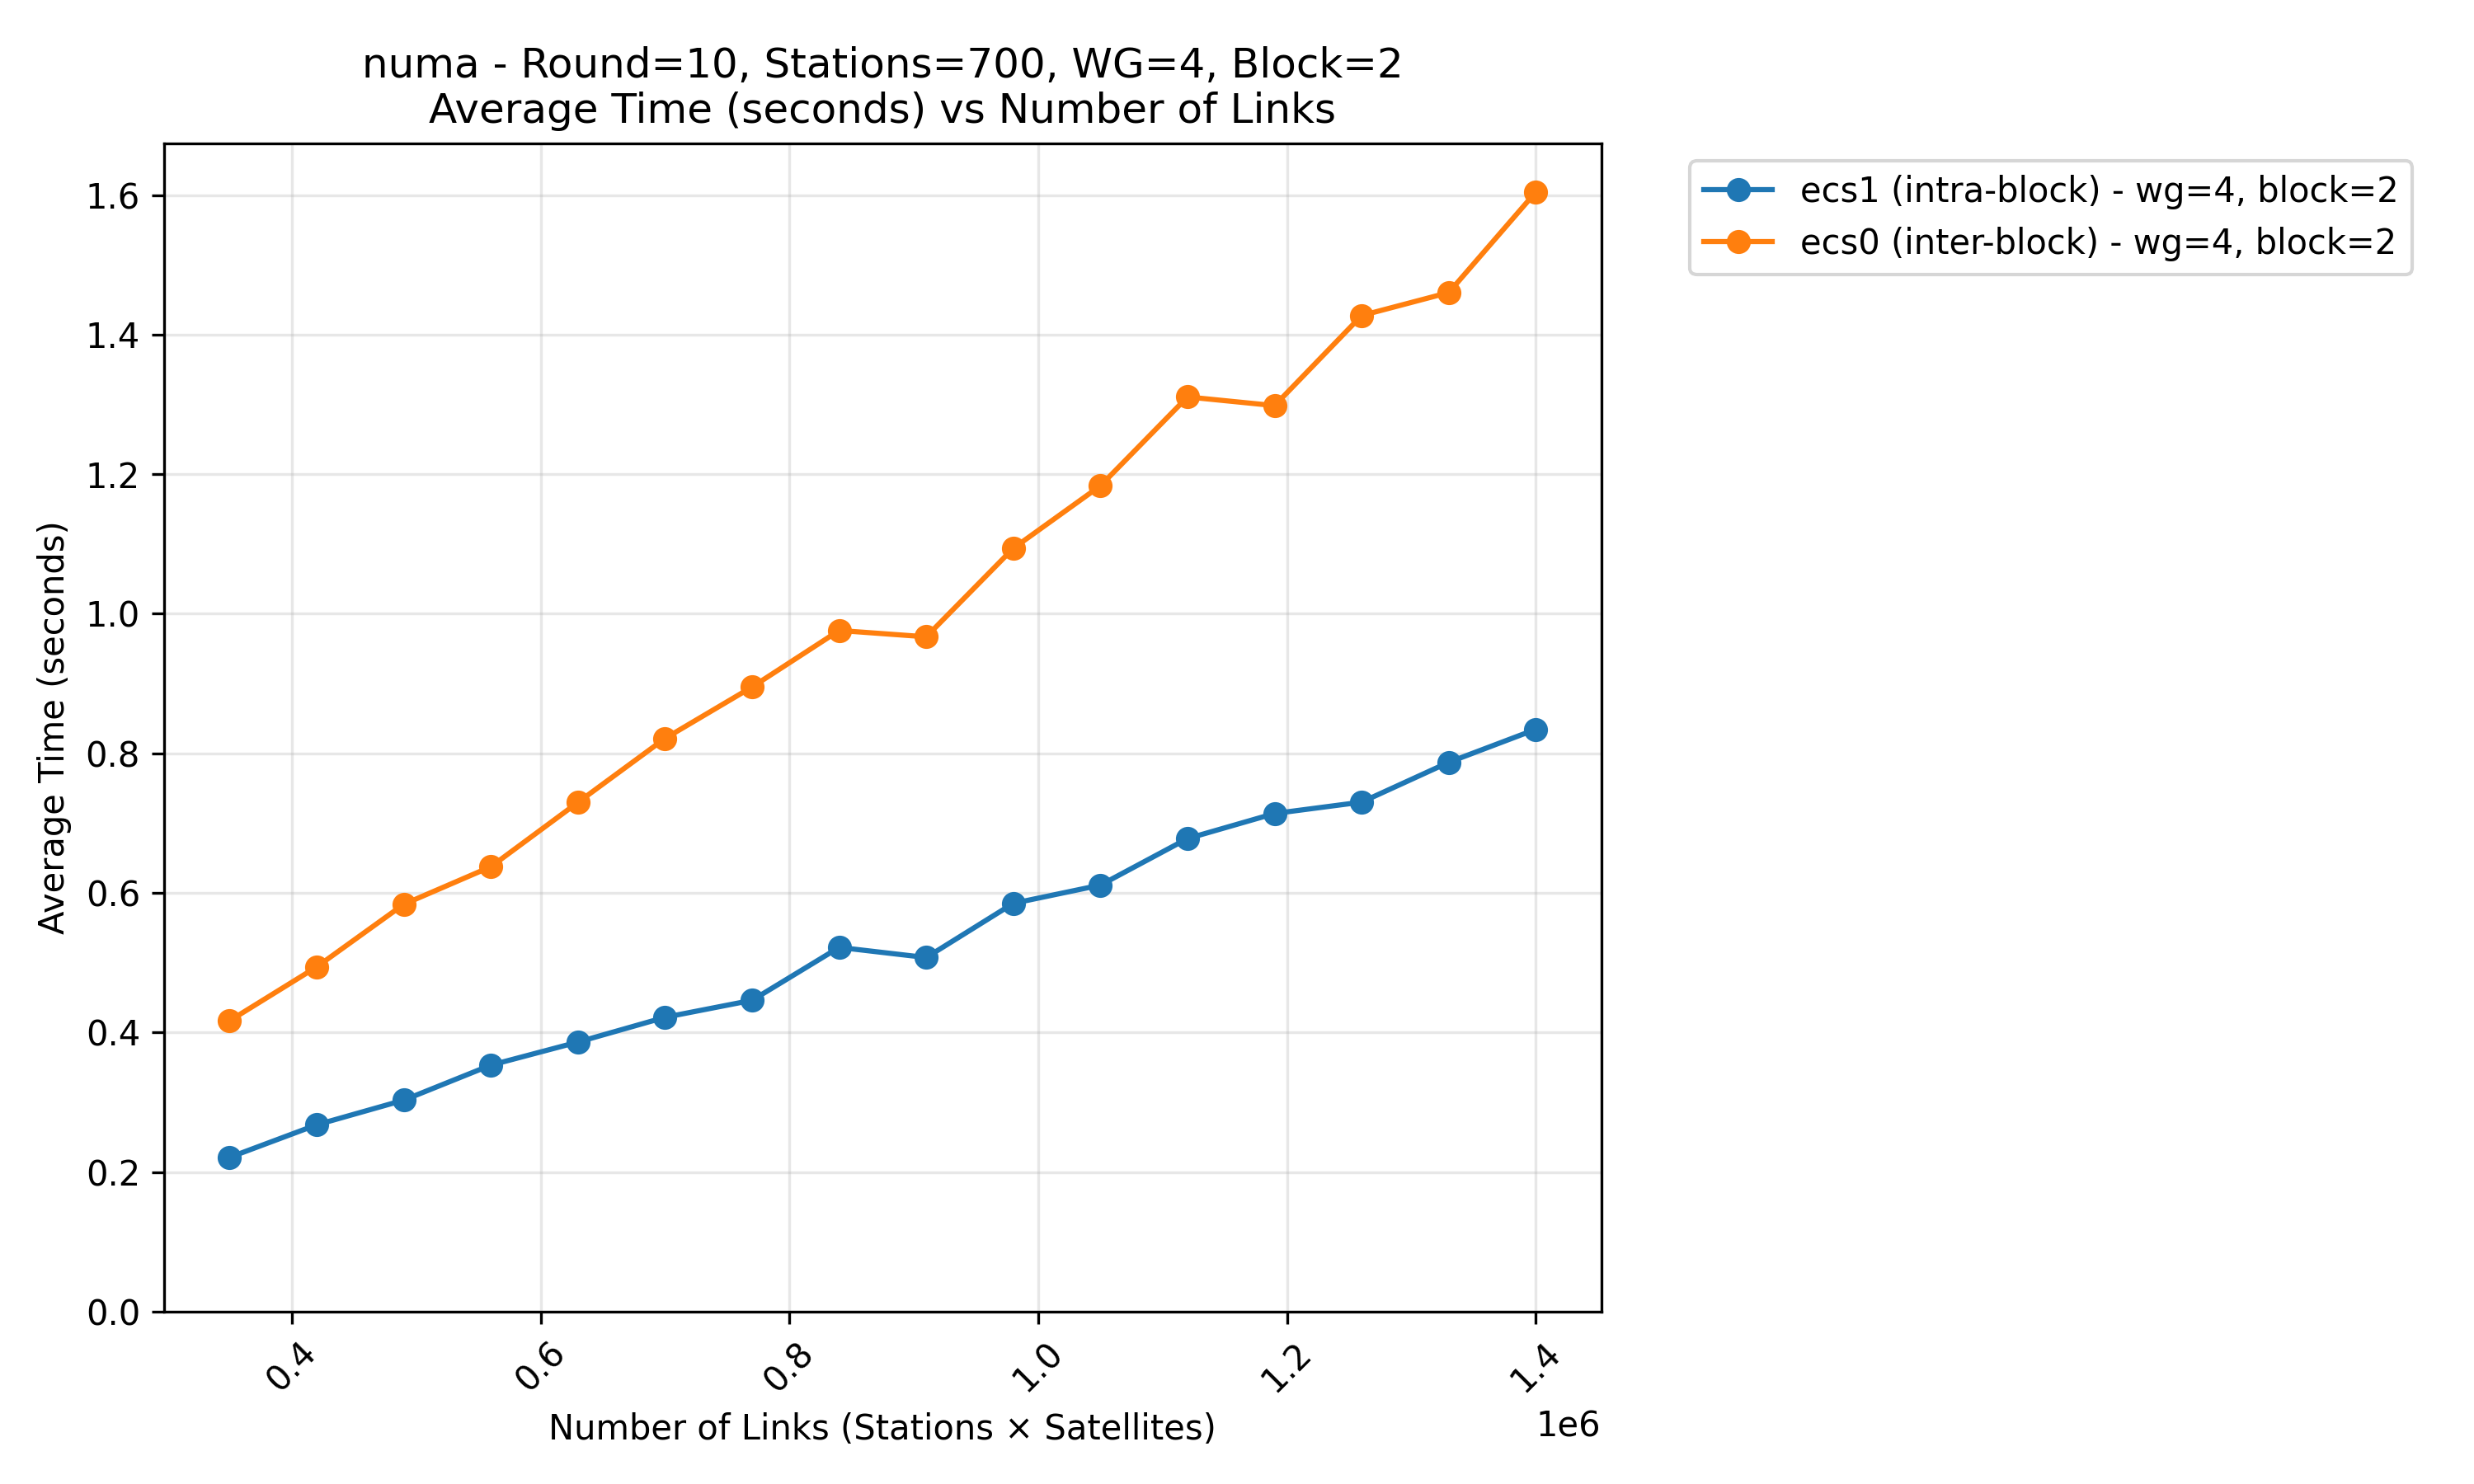 numa - Round=10, Stations=700, WG=4, Block=2
Average Time (seconds) vs Number of Links
ecs1 (intra-block) - wg=4, block=2
ecs0 (inter-block) - wg=4, block=2
Average Time (seconds)
1.6
1.4
1.2
1.0
0.8
0.6
0.4
0.2
0.0
0.4
0.6
0.8
1.0
1.2
1.4
1e6
Number of Links (Stations × Satellites)